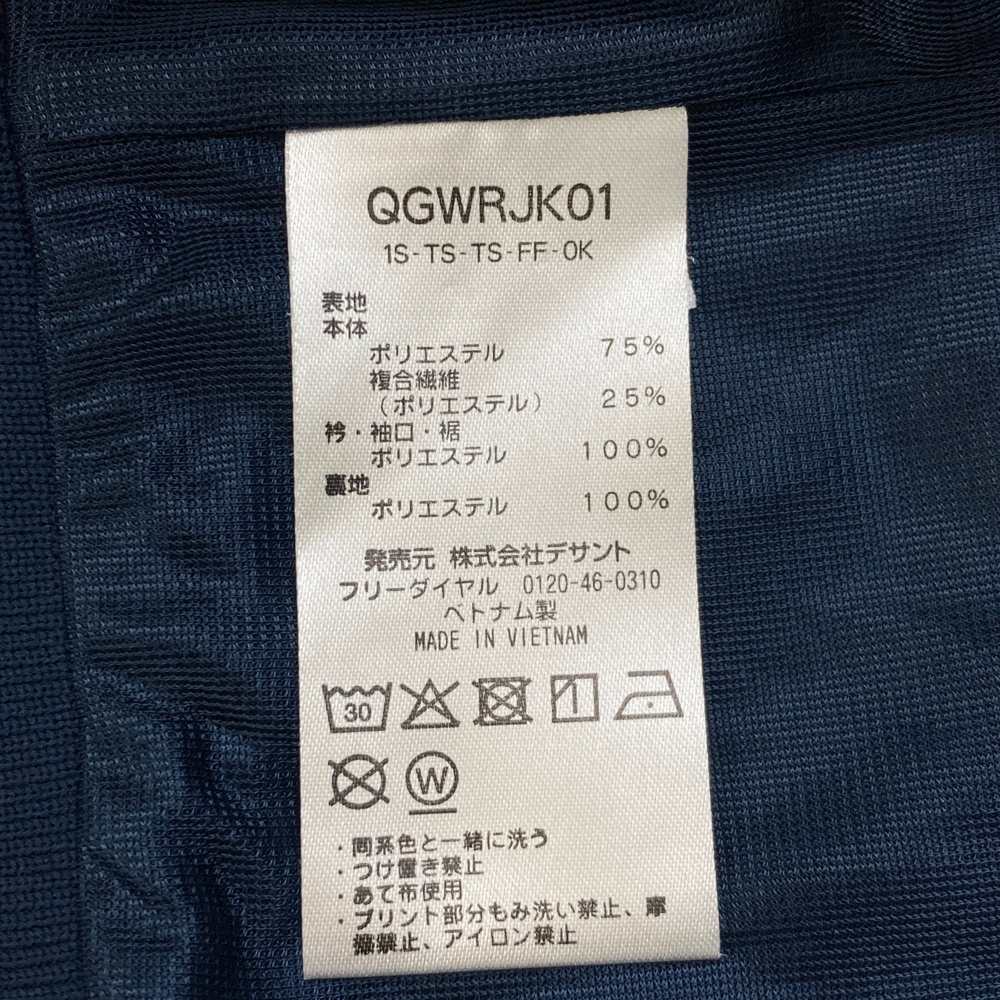 QGWRJK01
1S-TS-TS-FF-0K
表地
本体
ポリエステル 75%
複合繊維
(ポリエステル) 25%
衿・袖口・裾
ポリエステル 100%
裏地
ポリエステル 100%
発売元 株式会社デサント
フリーダイヤル 0120-46-0310
ベトナム製
MADE IN VIETNAM
30
W
・同系色と一緒に洗う
・つけ置き禁止
・あて布使用
・プリント部分もみ洗い禁止、摩
擦禁止、アイロン禁止